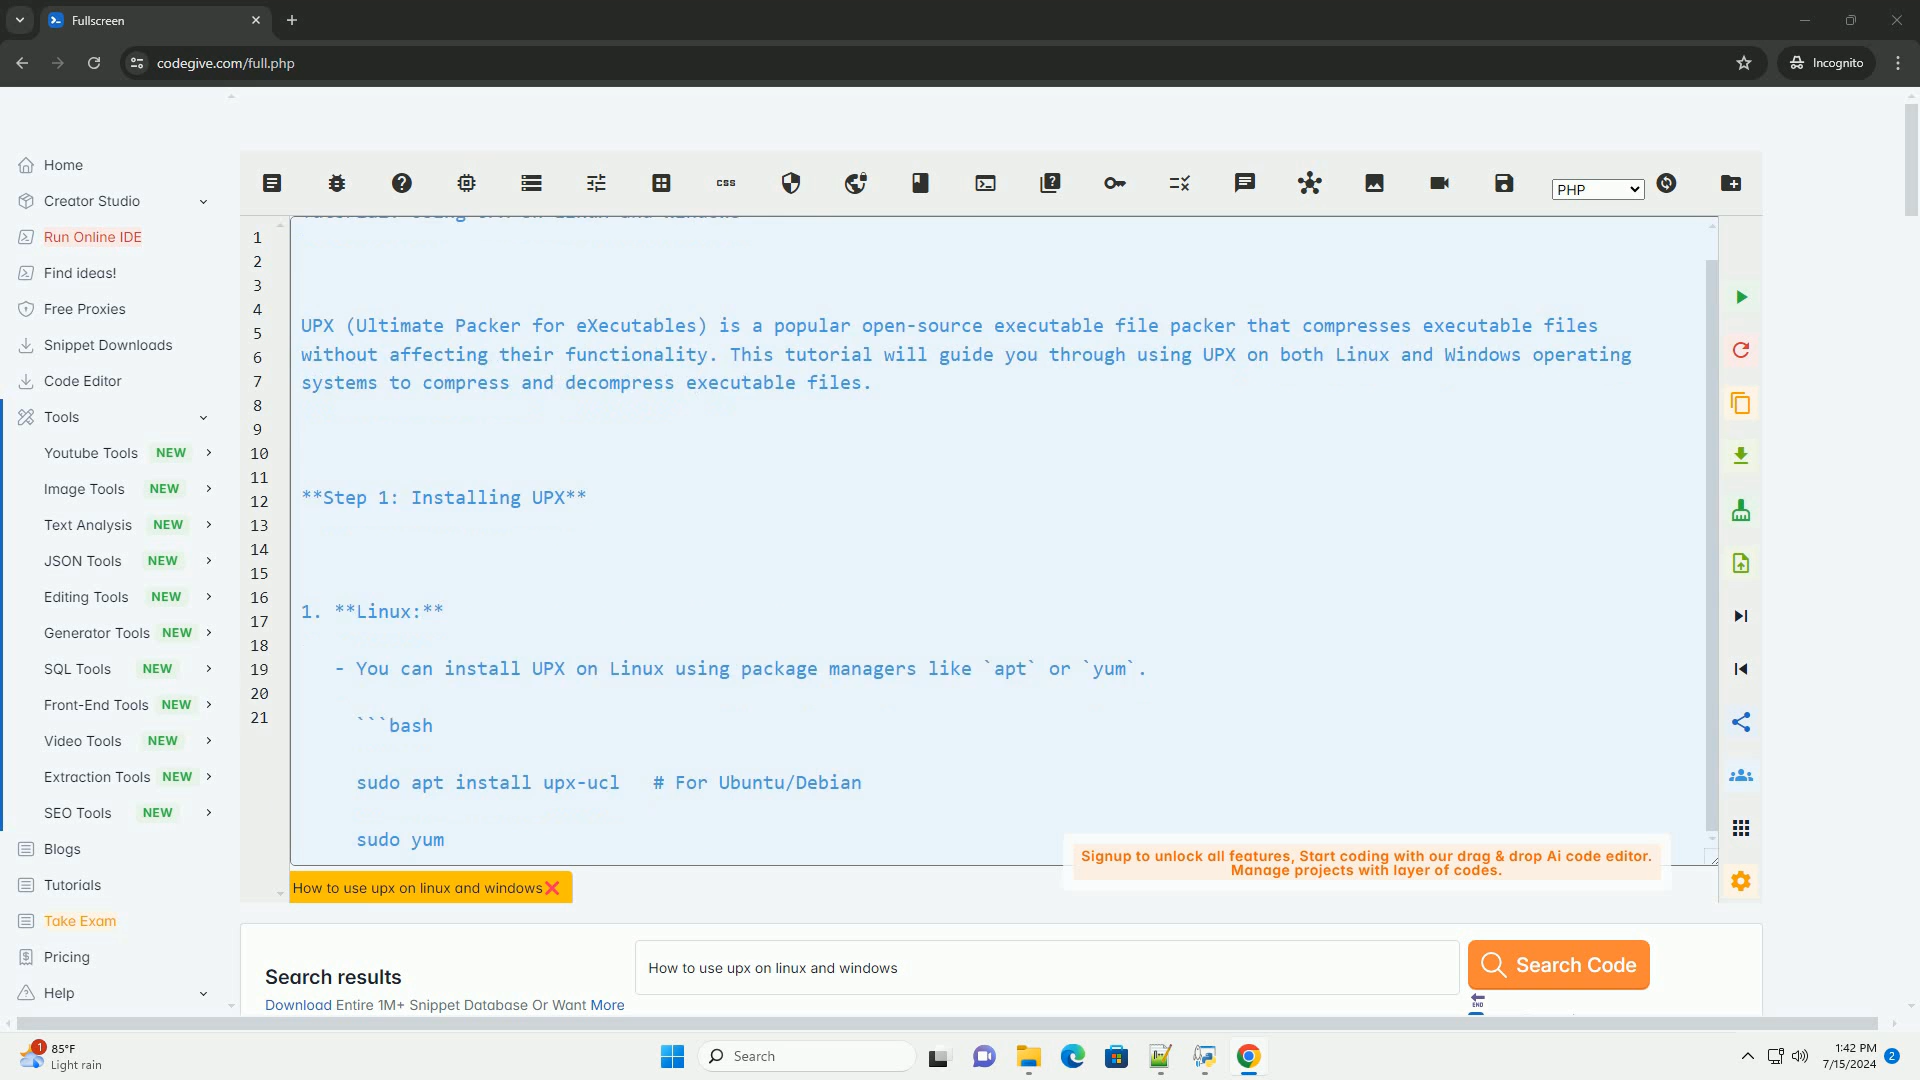 Fullscreen
codegive.com/full.php
Incognito
Home
Creator Studio
Run Online IDE
Find ideas!
Free Proxies
Snippet Downloads
Code Editor
Tools
Youtube Tools NEW
Image Tools NEW
Text Analysis NEW
JSON Tools NEW
Editing Tools NEW
Generator Tools NEW
SQL Tools NEW
Front-End Tools NEW
Video Tools NEW
Extraction Tools NEW
SEO Tools NEW
Blogs
Tutorials
Take Exam
Pricing
Help
css
PHP
1
2
3
4
5
6
7
8
9
10
11
12
13
14
15
16
17
18
19
20
21
UPX (Ultimate Packer for eXecutables) is a popular open-source executable file packer that compresses executable files
without affecting their functionality. This tutorial will guide you through using UPX on both Linux and Windows operating
systems to compress and decompress executable files.
**Step 1: Installing UPX**
1. **Linux:**
- You can install UPX on Linux using package managers like `apt` or `yum`.
```bash
sudo apt install upx-ucl # For Ubuntu/Debian
sudo yum
Signup to unlock all features, Start coding with our drag & drop Ai code editor.
Manage projects with layer of codes.
How to use upx on linux and windows
Search results
How to use upx on linux and windows
Search Code
Download Entire 1M+ Snippet Database Or Want More
END
1
85°F
Light rain
Search
1:42 PM
7/15/2024
2